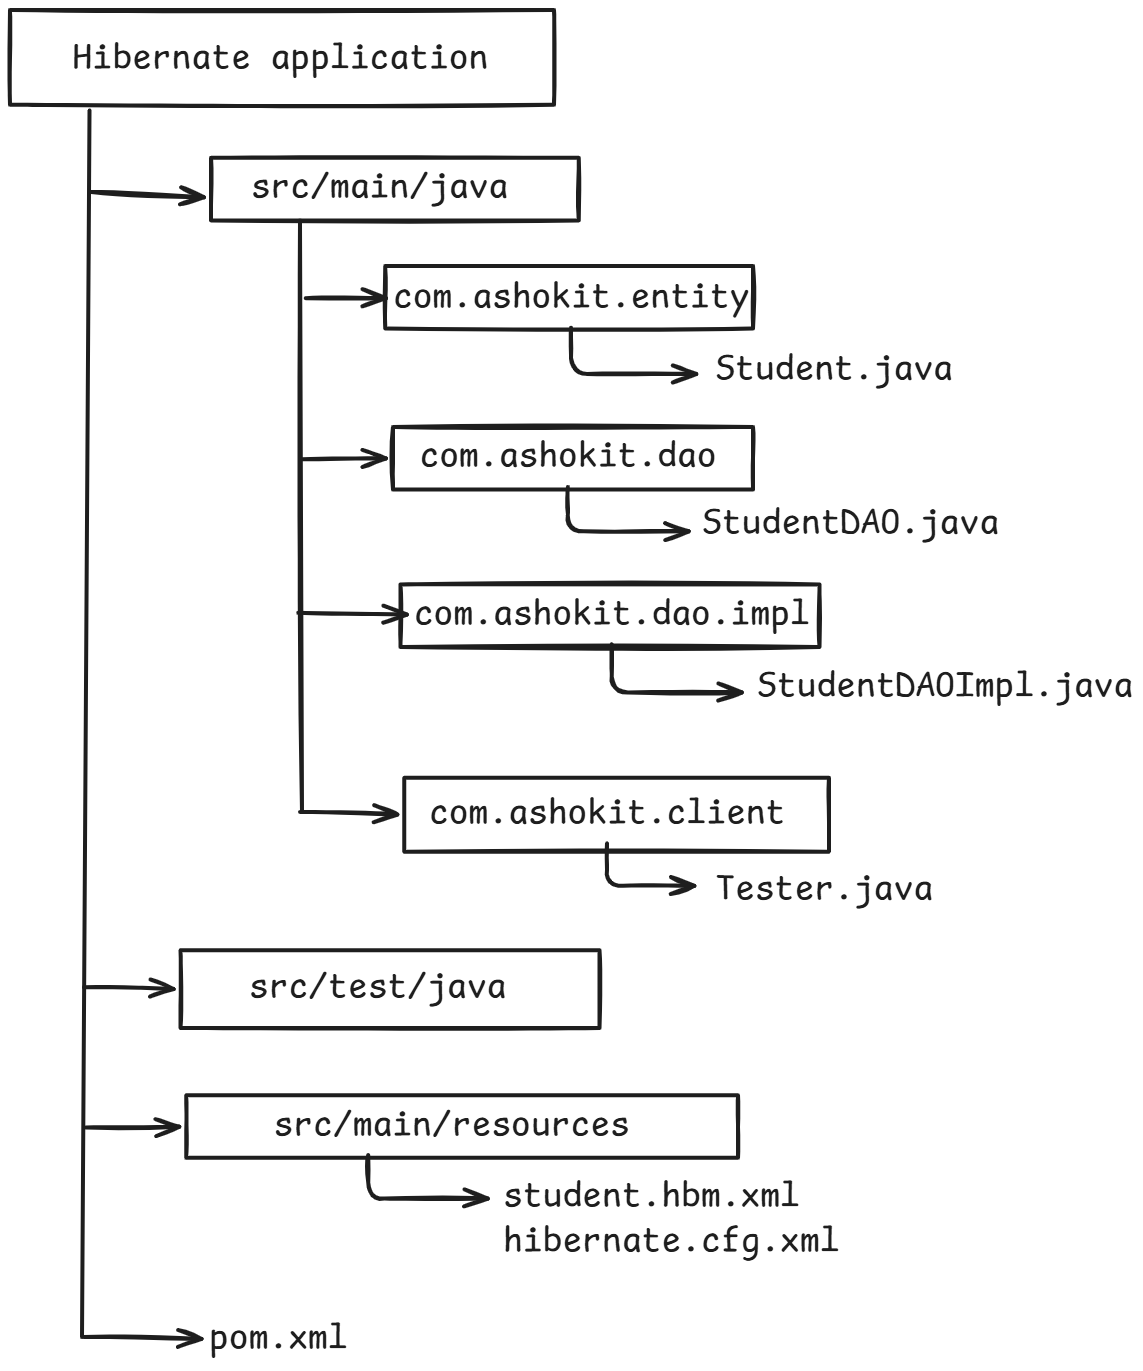 Hibernate application
src/main/java
com.ashokit.entity
Student.java
com.ashokit.dao
StudentDAO.java
com.ashokit.dao.impl
StudentDAOImpl.java
com.ashokit.client
Tester.java
src/test/java
src/main/resources
student.hbm.xml
hibernate.cfg.xml
pom.xml